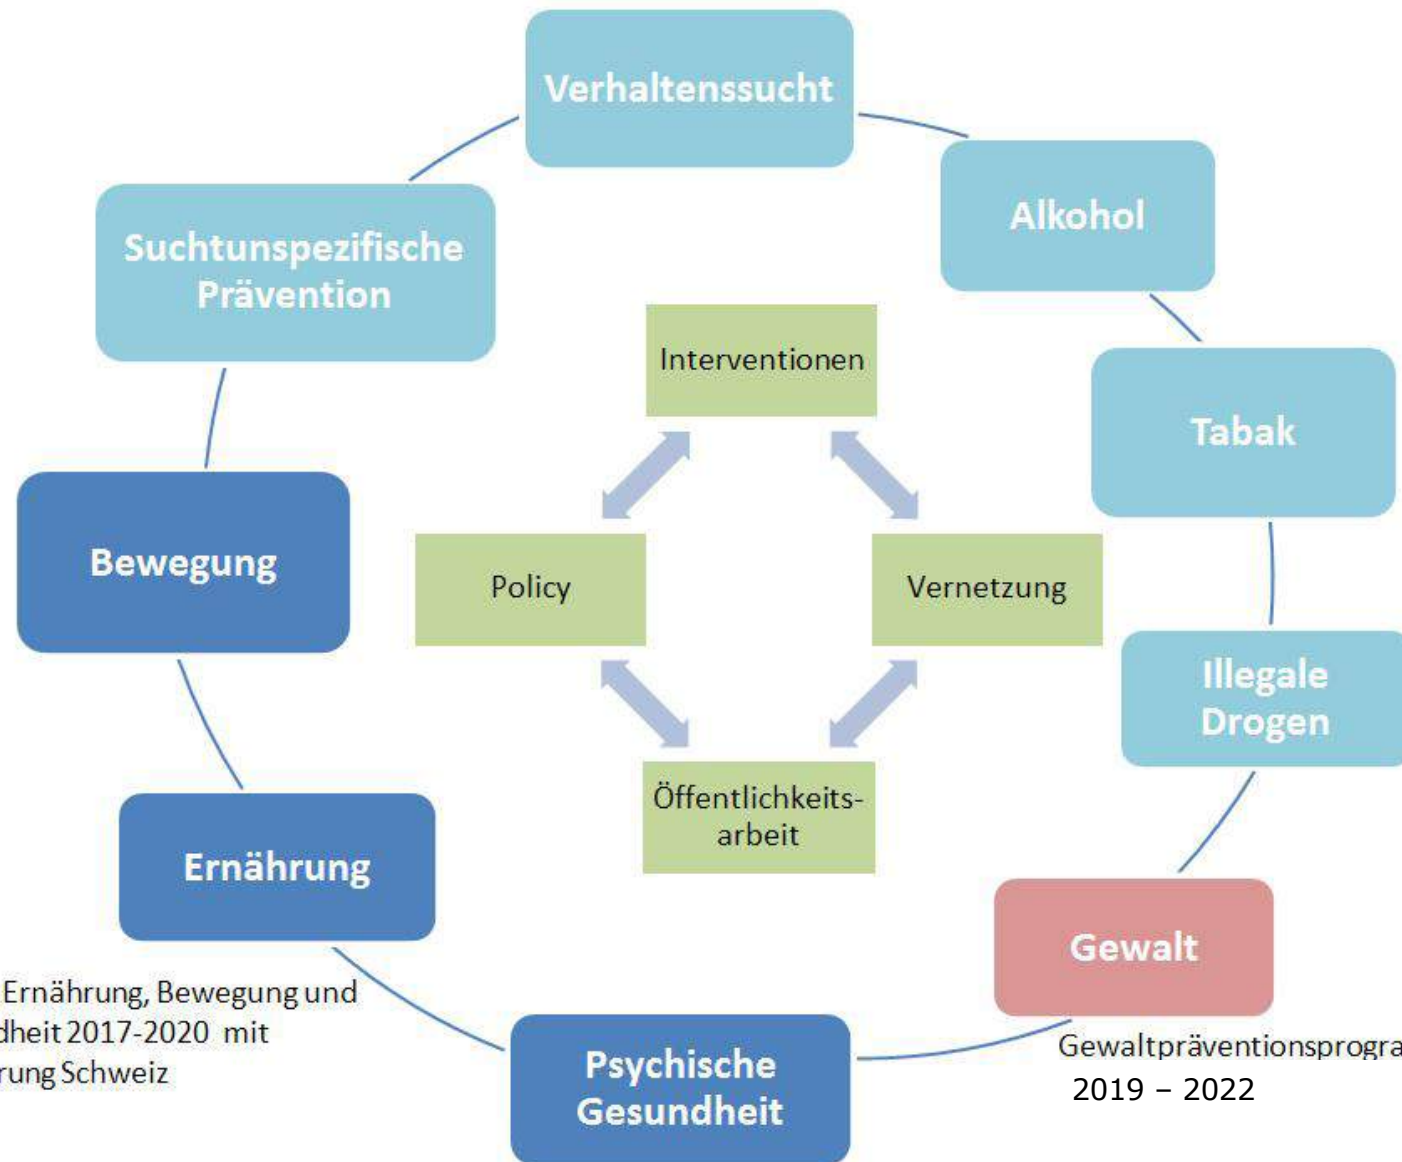 Verhaltenssucht
Alkohol
Suchtunspezifische
Prävention
Interventionen
Tabak
Bewegung
Policy
Vernetzung
Illegale
Drogen
Öffentlichkeits-
arbeit
Ernährung
Gewalt
Ernährung, Bewegung und
2017-2020 mit
Schweiz
Psychische
Gesundheit
2019 – 2022